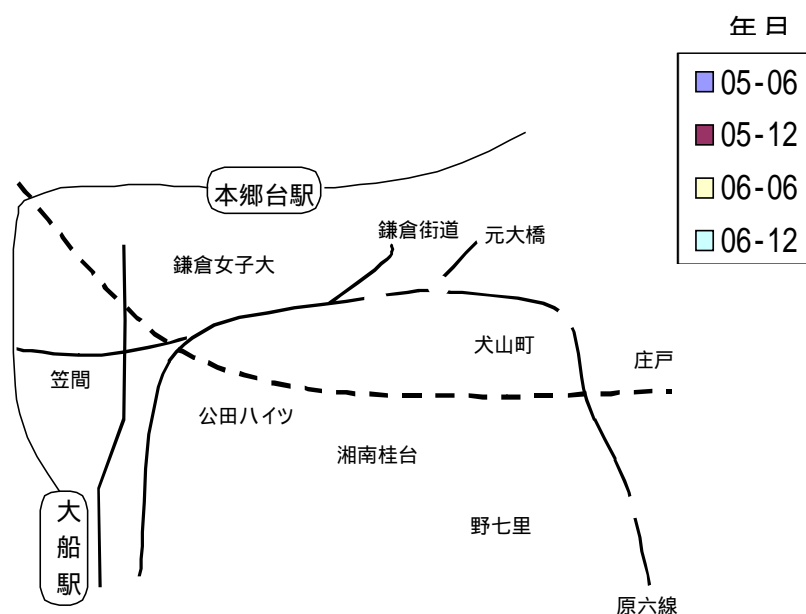 年月
05-06
05-12
06-06
06-12
本郷台駅
鎌倉街道
元大橋
鎌倉女子大
犬山町
庄戸
笠間
公田ハイツ
湘南桂台
大船駅
野七里
原六線